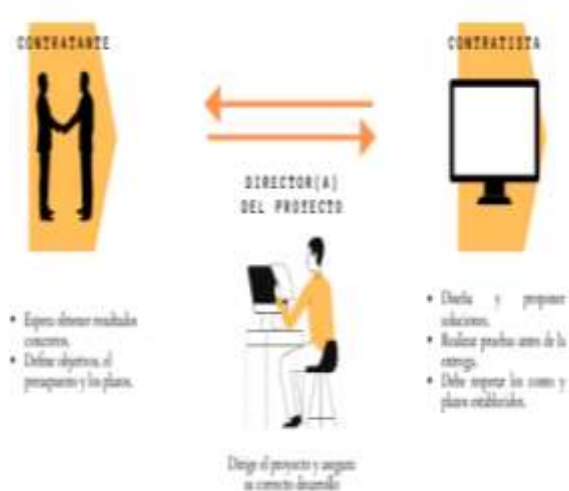 CONTRATANTE
CONTRATISTA
DIRECTOR(A)
DEL PROYECTO
• Espera obtener resultados
concretos.
• Define objetivos, el
presupuesto y los plazos.
• Diseña y proponer
soluciones.
• Realizar pruebas antes de la
entrega.
• Debe respetar los costos y
plazos establecidos.
Dirige el proyecto y asegura
su correcto desarrollo